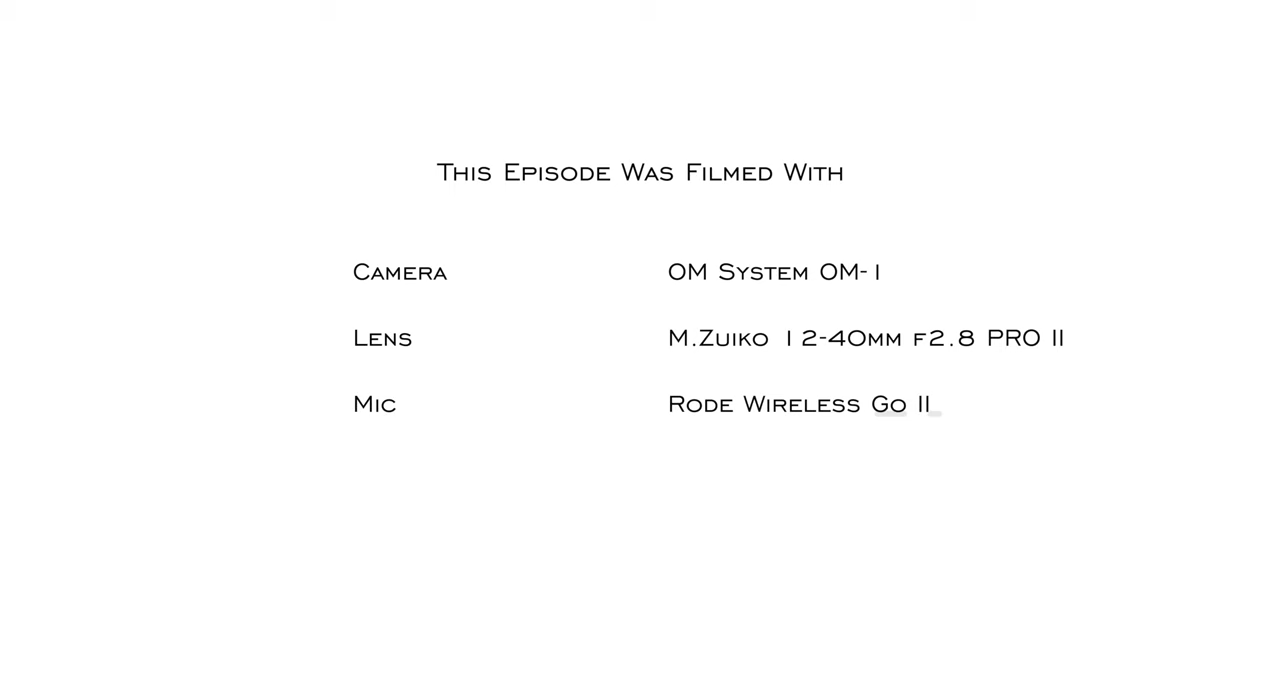 This Episode Was Filmed With
Camera OM System OM-1
Lens M.Zuiko 12-40mm f2.8 PRO II
Mic Rode Wireless Go II